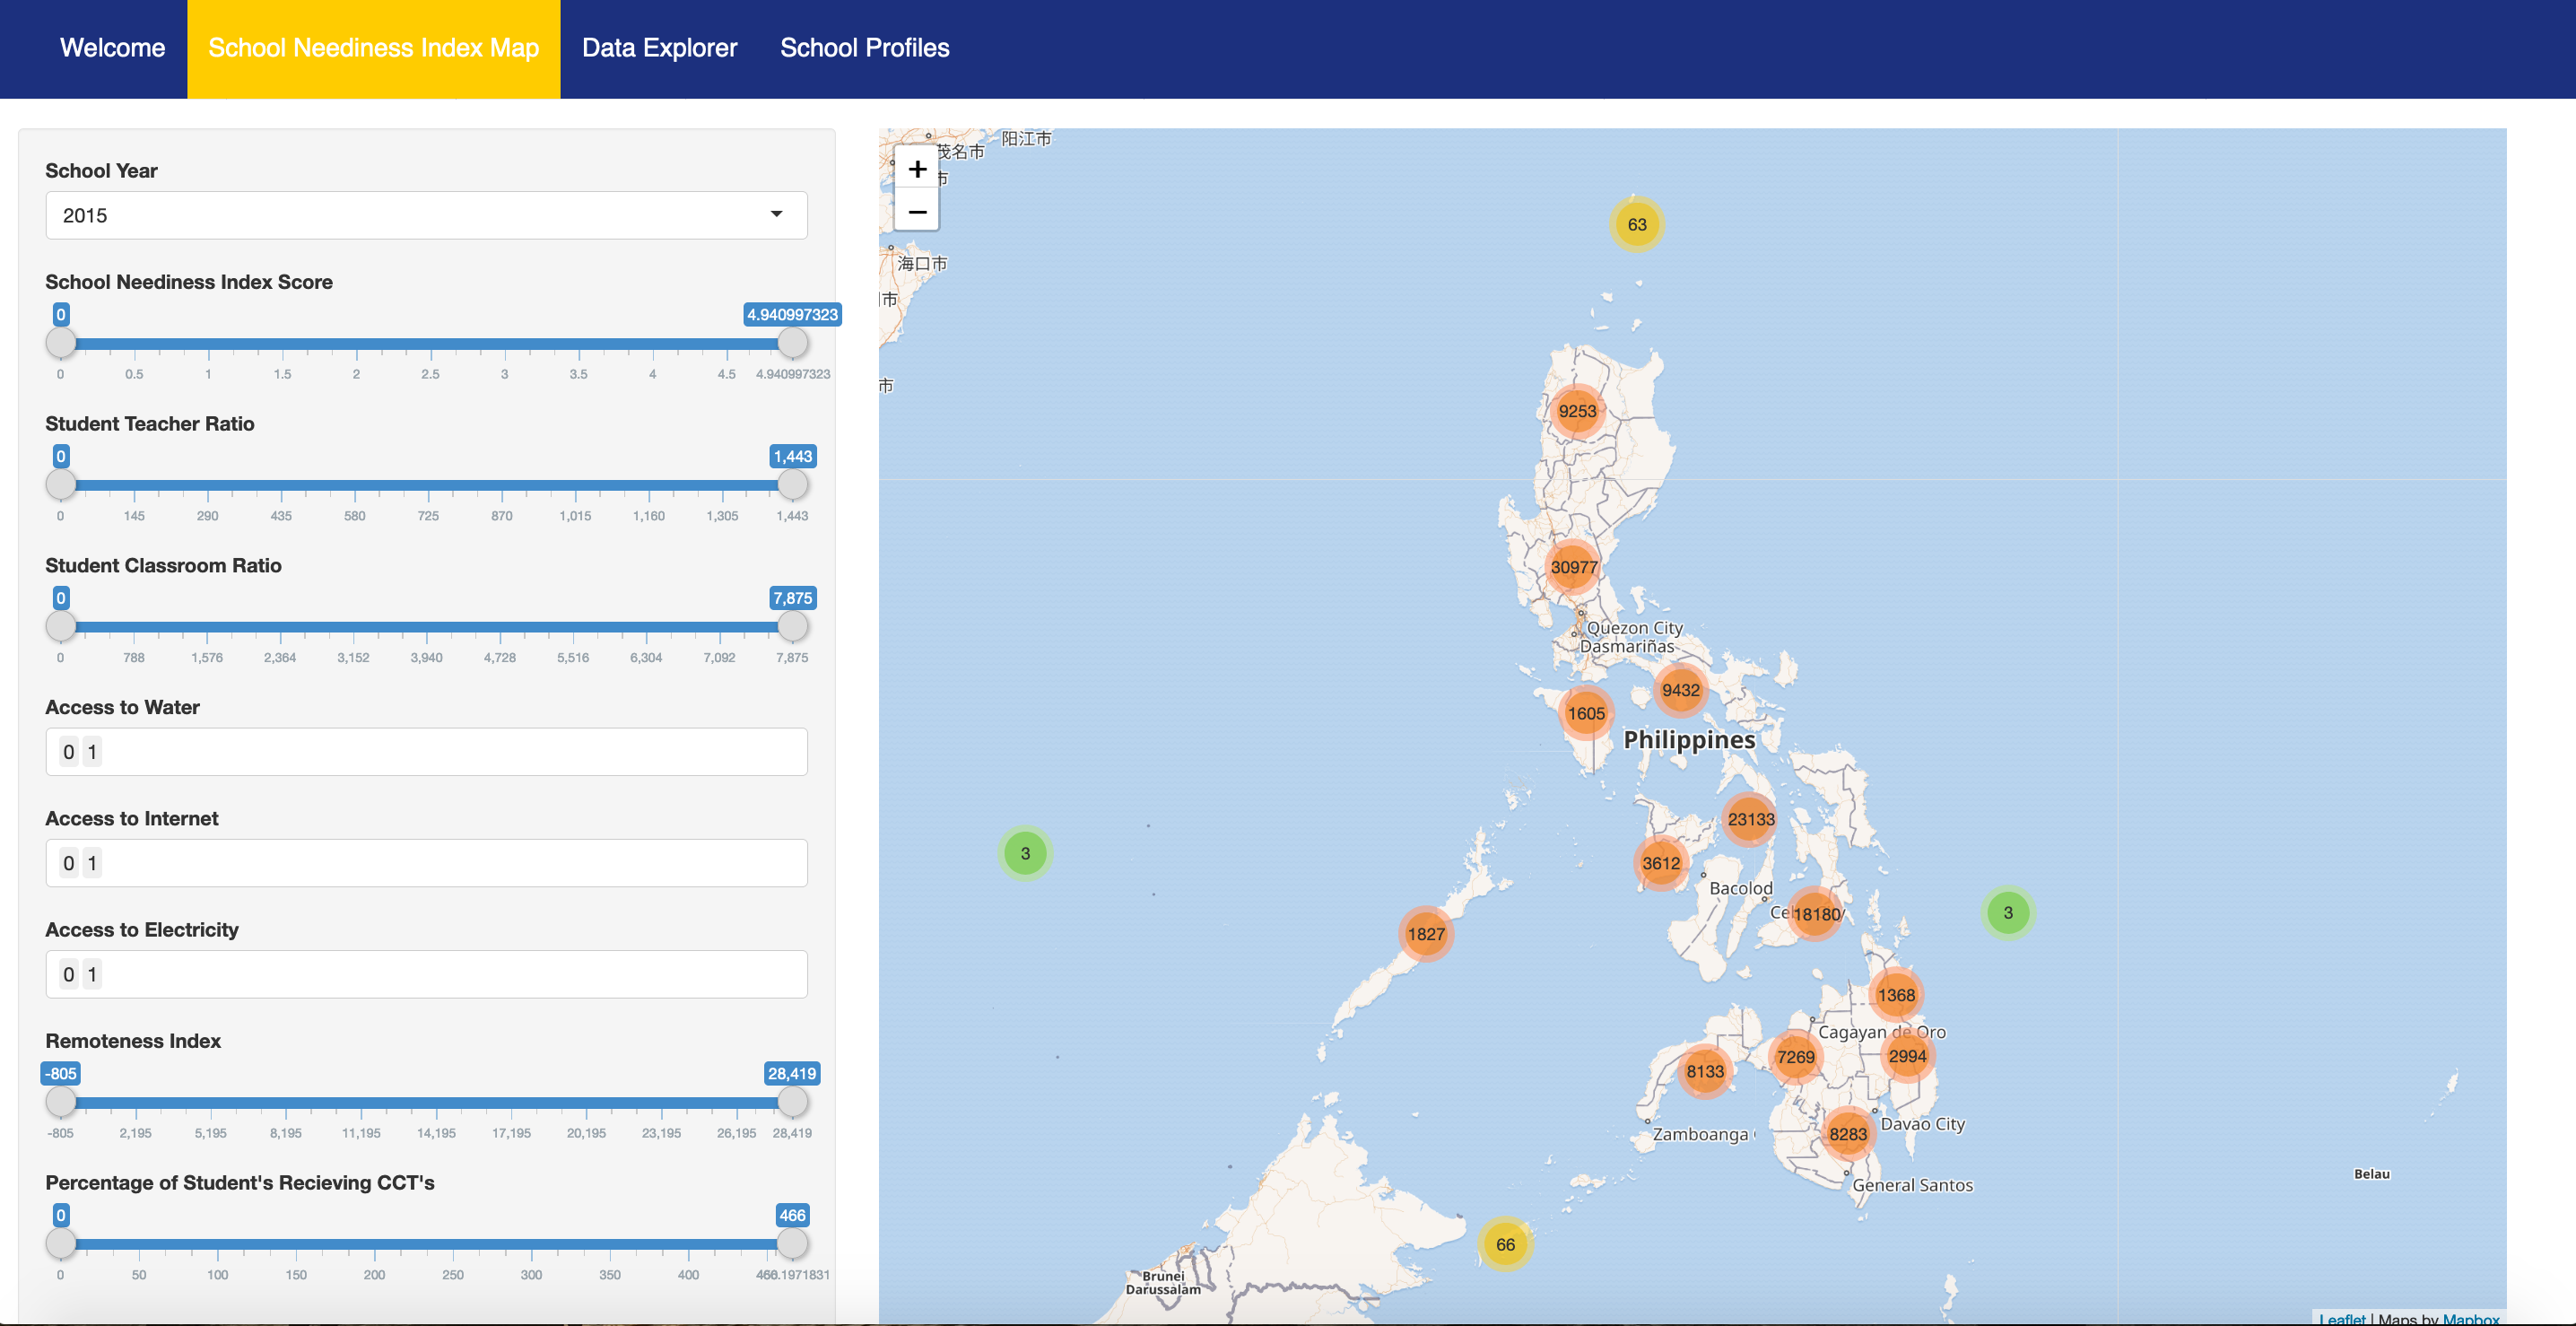 Welcome
School Neediness Index Map
Data Explorer
School Profiles
School Year
2015
School Neediness Index Score
0
4.940997323
0 0.5 1 1.5 2 2.5 3 3.5 4 4.5 4.940997323
Student Teacher Ratio
0
1,443
0 145 290 435 580 725 870 1,015 1,160 1,305 1,443
Student Classroom Ratio
0
7,875
0 788 1,576 2,364 3,152 3,940 4,728 5,516 6,304 7,092 7,875
Access to Water
0 1
Access to Internet
0 1
Access to Electricity
0 1
Remoteness Index
-805
28,419
-805 2,195 5,195 8,195 11,195 14,195 17,195 20,195 23,195 26,195 28,419
Percentage of Student's Recieving CCT's
0
466
0 50 100 150 200 250 300 350 400
+
−
阳江市
茂名市
市
海口市
市
市
63
9253
30977
Quezon City
Dasmariñas
9432
1605
Philippines
23133
3612
3
Bacolod
18180
3
1827
1368
Cagayan de Oro
7269
2994
8133
8283
Davao City
Zamboanga
General Santos
Belau
66
Brunei
Darussalam
Leaflet | Maps by Mapbox